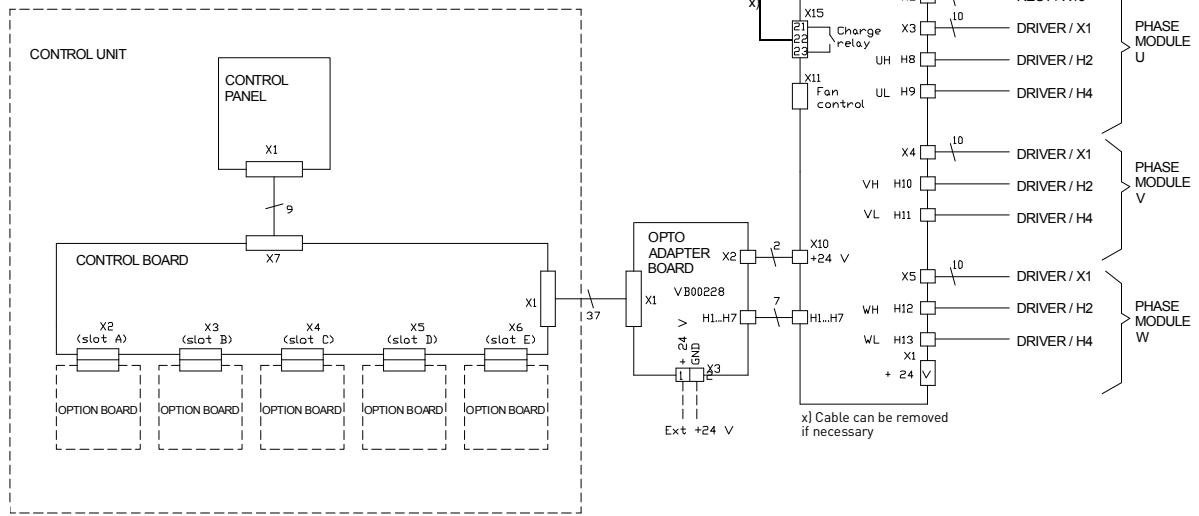 CONTROL UNIT
CONTROL
PANEL
X1
9
X7
CONTROL BOARD
X1
37
X2
(slot A)
X3
(slot B)
X4
(slot C)
X5
(slot D)
X6
(slot E)
OPTION BOARD
OPTION BOARD
OPTION BOARD
OPTION BOARD
OPTION BOARD
OPTO
ADAPTER
BOARD
X1
VB00228
X2
2
H1...H7
7
+ 24 V
GND
1
2
X3
Ext +24 V
x)
X15
21
22
23
Charge
relay
X11
Fan
control
X10
+24 V
H1...H7
X3
10
DRIVER / X1
UH H8
DRIVER / H2
UL H9
DRIVER / H4
PHASE
MODULE
U
X4
10
DRIVER / X1
VH H10
DRIVER / H2
VL H11
DRIVER / H4
PHASE
MODULE
V
X5
10
DRIVER / X1
WH H12
DRIVER / H2
WL H13
DRIVER / H4
PHASE
MODULE
W
X1
+ 24 V
x) Cable can be removed
if necessary